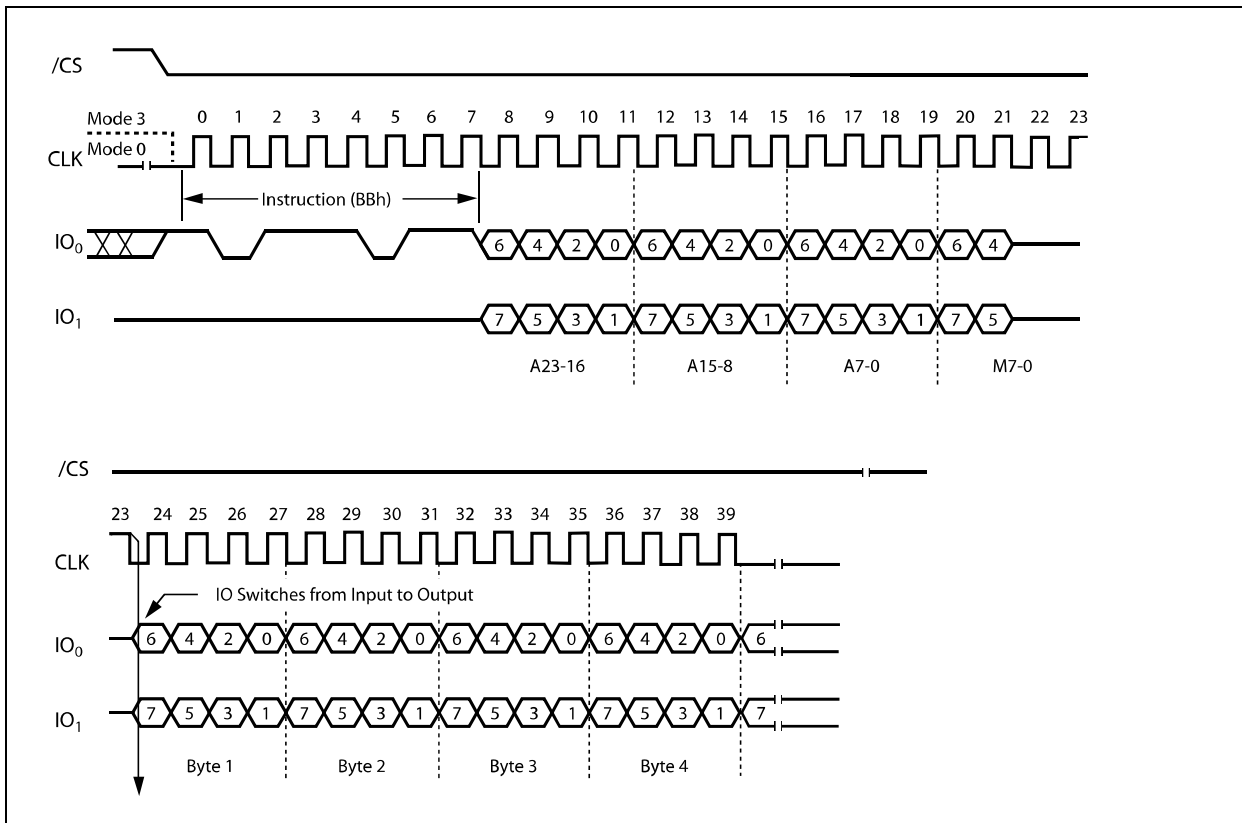 /CS
Mode 3
0 1 2 3 4 5 6 7 8 9 10 11 12 13 14 15 16 17 18 19 20 21 22 23
Mode 0
CLK
Instruction (BBh)
IO0 6 4 2 0 6 4 2 0 6 4 2 0 6 4
IO1 7 5 3 1 7 5 3 1 7 5 3 1 7 5
A23-16 A15-8 A7-0 M7-0
/CS
23 24 25 26 27 28 29 30 31 32 33 34 35 36 37 38 39
CLK
IO Switches from Input to Output
IO0 6 4 2 0 6 4 2 0 6 4 2 0 6 4 2 0 6
IO1 7 5 3 1 7 5 3 1 7 5 3 1 7 5 3 1 7
Byte 1 Byte 2 Byte 3 Byte 4